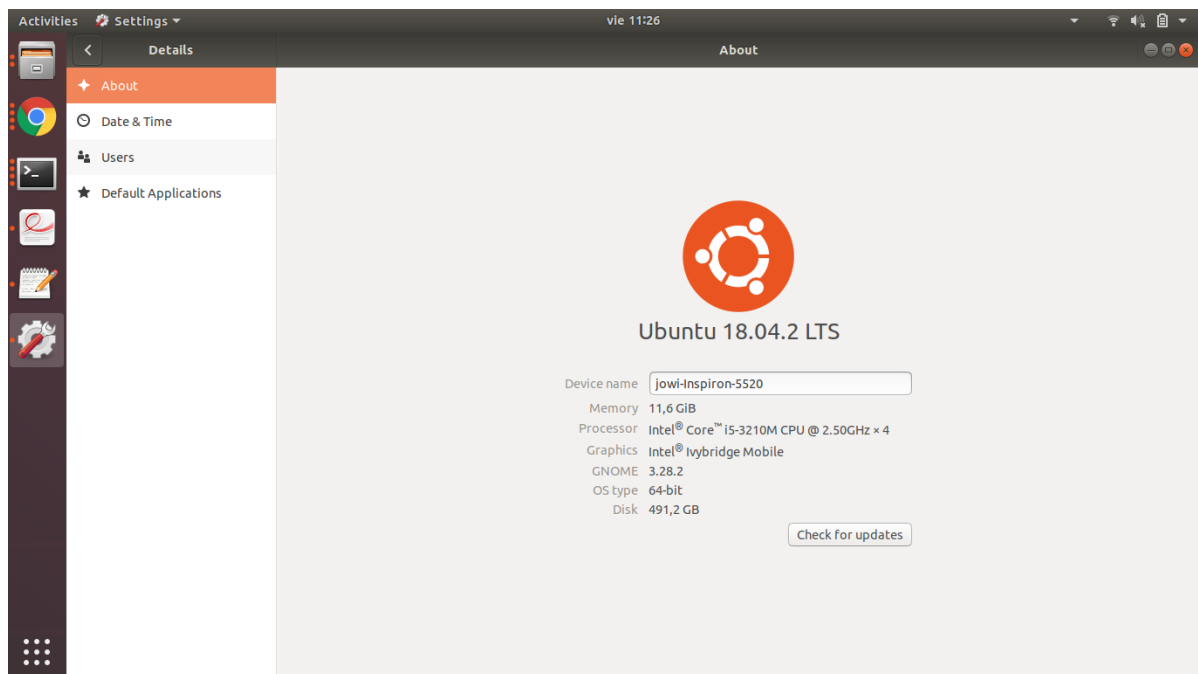 Activities Settings vie 11:26
Details About
About
Date & Time
Users
Default Applications
Ubuntu 18.04.2 LTS
Device name jowi-Inspiron-5520
Memory 11,6 GiB
Processor Intel® Core™ i5-3210M CPU @ 2.50GHz × 4
Graphics Intel® Ivybridge Mobile
GNOME 3.28.2
OS type 64-bit
Disk 491,2 GB
Check for updates